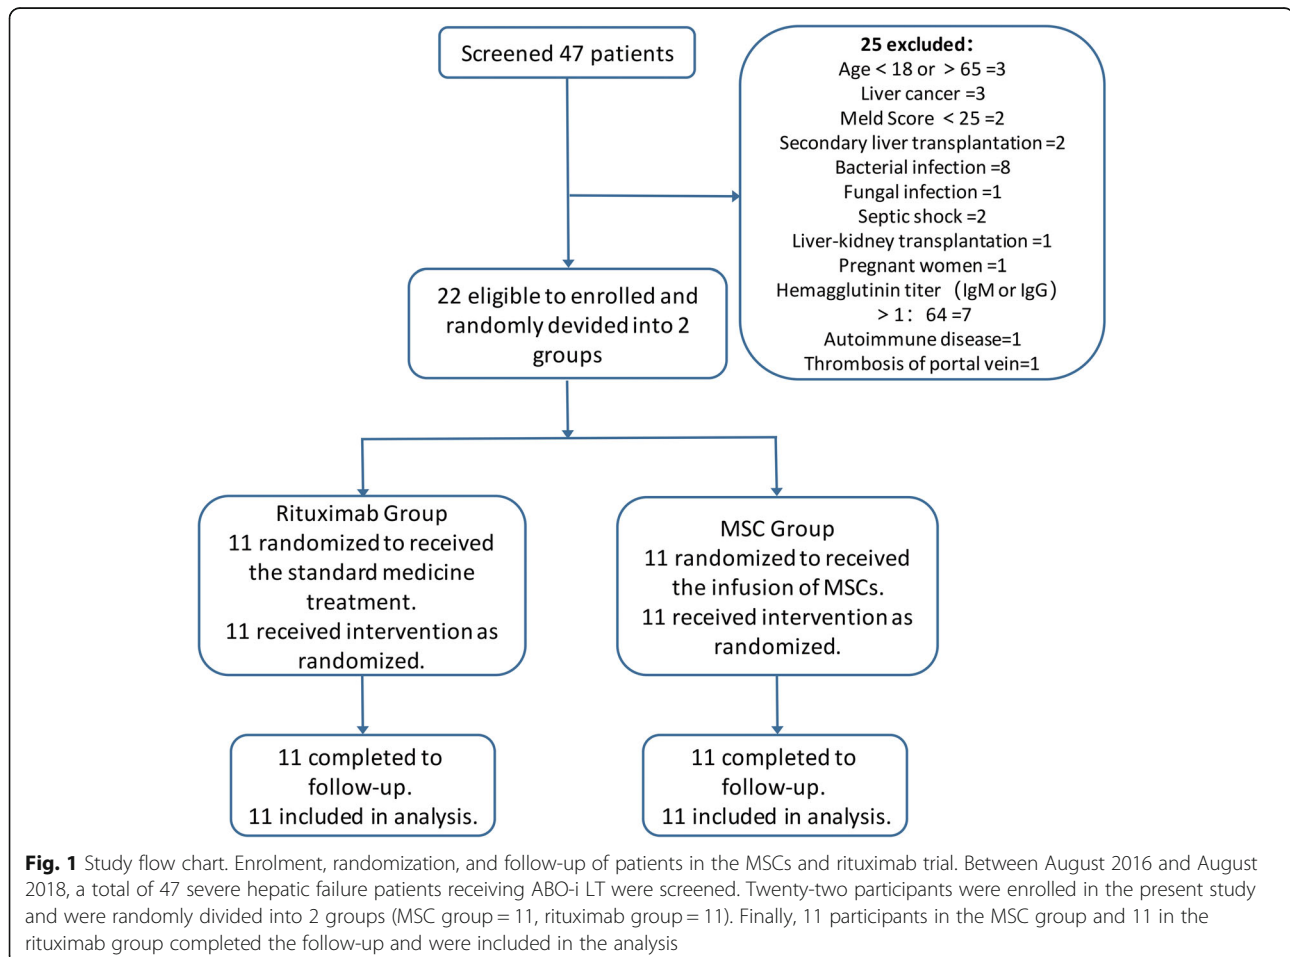 Screened 47 patients
25 excluded：
Age < 18 or > 65 =3
Liver cancer =3
Meld Score < 25 =2
Secondary liver transplantation =2
Bacterial infection =8
Fungal infection =1
Septic shock =2
Liver-kidney transplantation =1
Pregnant women =1
Hemagglutinin titer（IgM or IgG）
> 1： 64 =7
Autoimmune disease=1
Thrombosis of portal vein=1
22 eligible to enrolled and
randomly devided into 2
groups
Rituximab Group
11 randomized to received
the standard medicine
treatment.
11 received intervention as
randomized.
MSC Group
11 randomized to received
the infusion of MSCs.
11 received intervention as
randomized.
11 completed to
follow-up.
11 included in analysis.
11 completed to
follow-up.
11 included in analysis.
Fig. 1 Study flow chart. Enrolment, randomization, and follow-up of patients in the MSCs and rituximab trial. Between August 2016 and August
2018, a total of 47 severe hepatic failure patients receiving ABO-i LT were screened. Twenty-two participants were enrolled in the present study
and were randomly divided into 2 groups (MSC group = 11, rituximab group = 11). Finally, 11 participants in the MSC group and 11 in the
rituximab group completed the follow-up and were included in the analysis